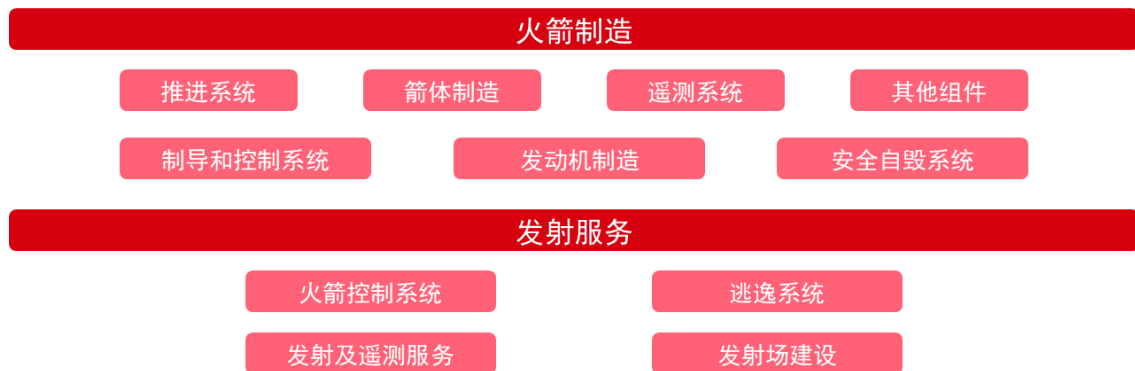 火箭制造
推进系统
箭体制造
遥测系统
其他组件
制导和控制系统
发动机制造
安全自毁系统
发射服务
火箭控制系统
逃逸系统
发射及遥测服务
发射场建设